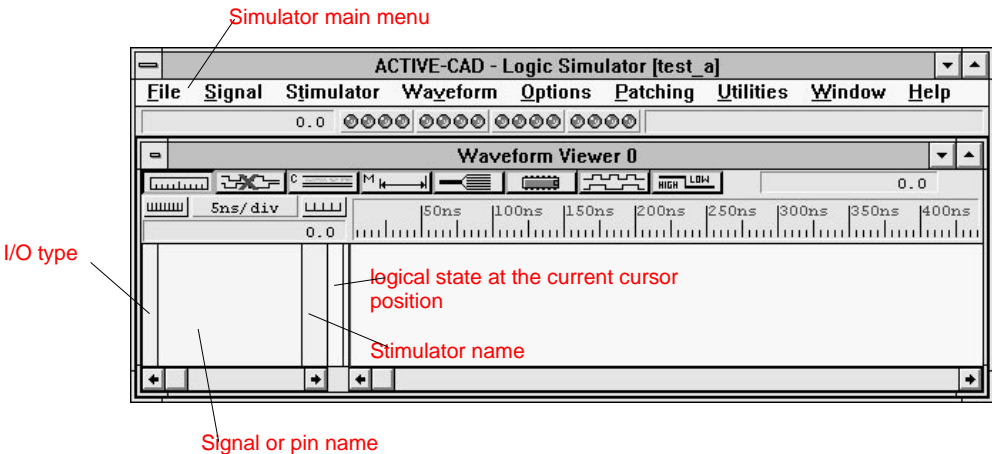 Simulator main menu
ACTIVE-CAD - Logic Simulator [test_a]
File Signal Stimulator Waveform Options Patching Utilities Window Help
0.0
Waveform Viewer 0
C M HIGH LOW 0.0
5ns/div 50ns 100ns 150ns 200ns 250ns 300ns 350ns 400ns
0.0
I/O type
logical state at the current cursor
position
Stimulator name
Signal or pin name